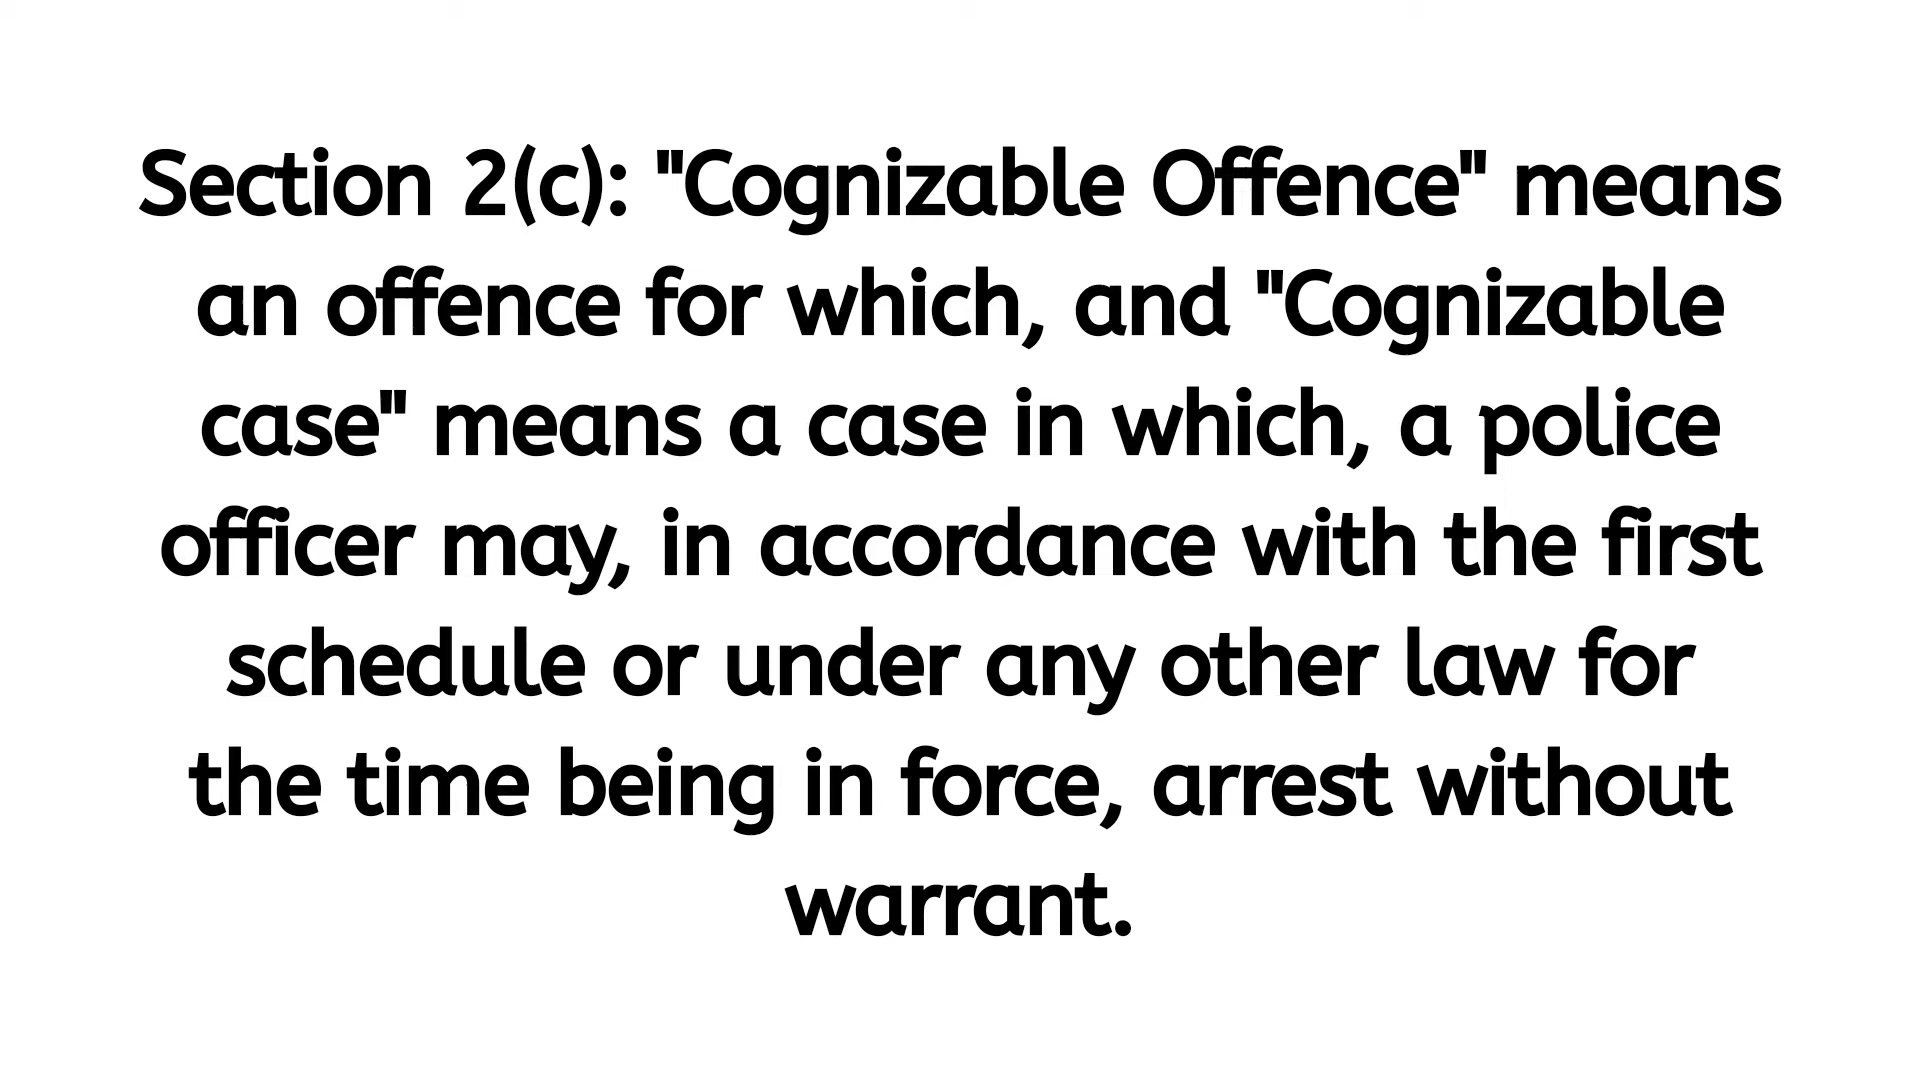 Section 2(c): "Cognizable Offence" means
an offence for which, and "Cognizable
case" means a case in which, a police
officer may, in accordance with the first
schedule or under any other law for
the time being in force, arrest without
warrant.